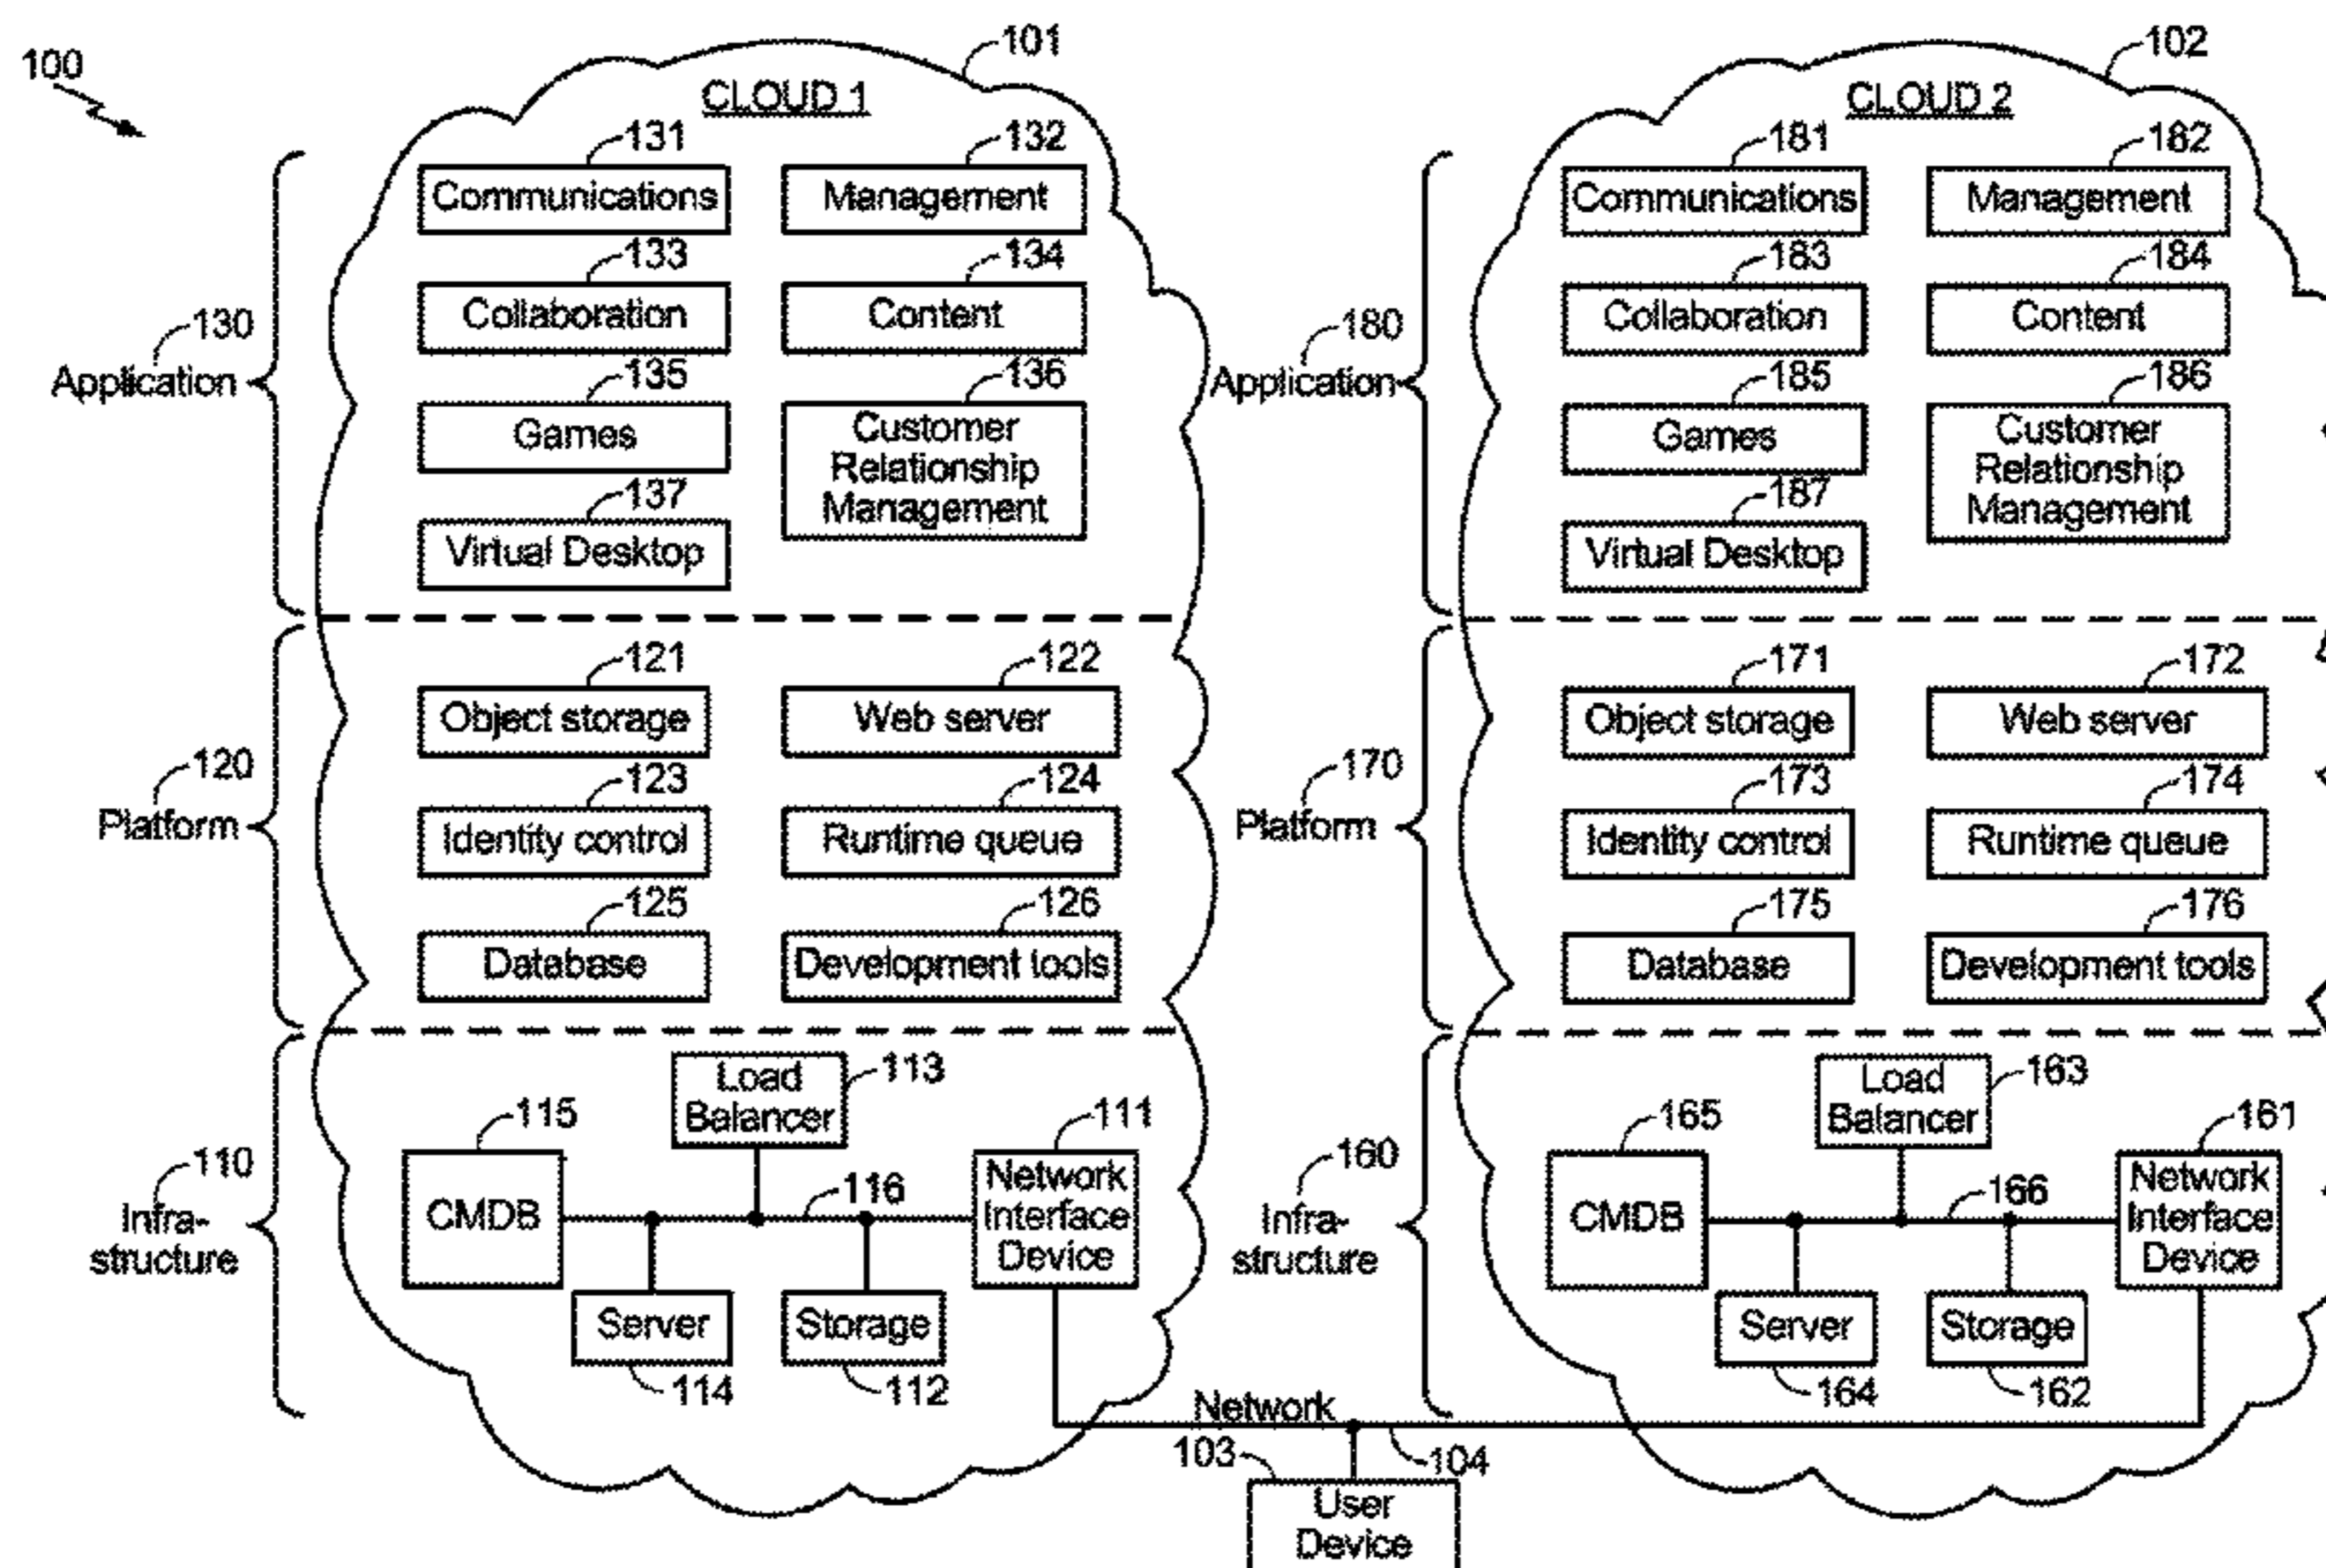 100
101
CLOUD 1
131
Communications
132
Management
133
Collaboration
134
Content
130
Application
135
Games
136
Customer
Relationship
Management
137
Virtual Desktop
121
Object storage
122
Web server
120
Platform
123
Identity control
124
Runtime queue
125
Database
126
Development tools
110
Infra-
structure
113
Load
Balancer
115
CMDB
111
Network
Interface
Device
116
Server
114
Storage
112
102
CLOUD 2
181
Communications
182
Management
183
Collaboration
184
Content
180
Application
185
Games
186
Customer
Relationship
Management
187
Virtual Desktop
171
Object storage
172
Web server
170
Platform
173
Identity control
174
Runtime queue
175
Database
176
Development tools
160
Infra-
structure
163
Load
Balancer
165
CMDB
161
Network
Interface
Device
166
Server
164
Storage
162
Network
104
103
User
Device